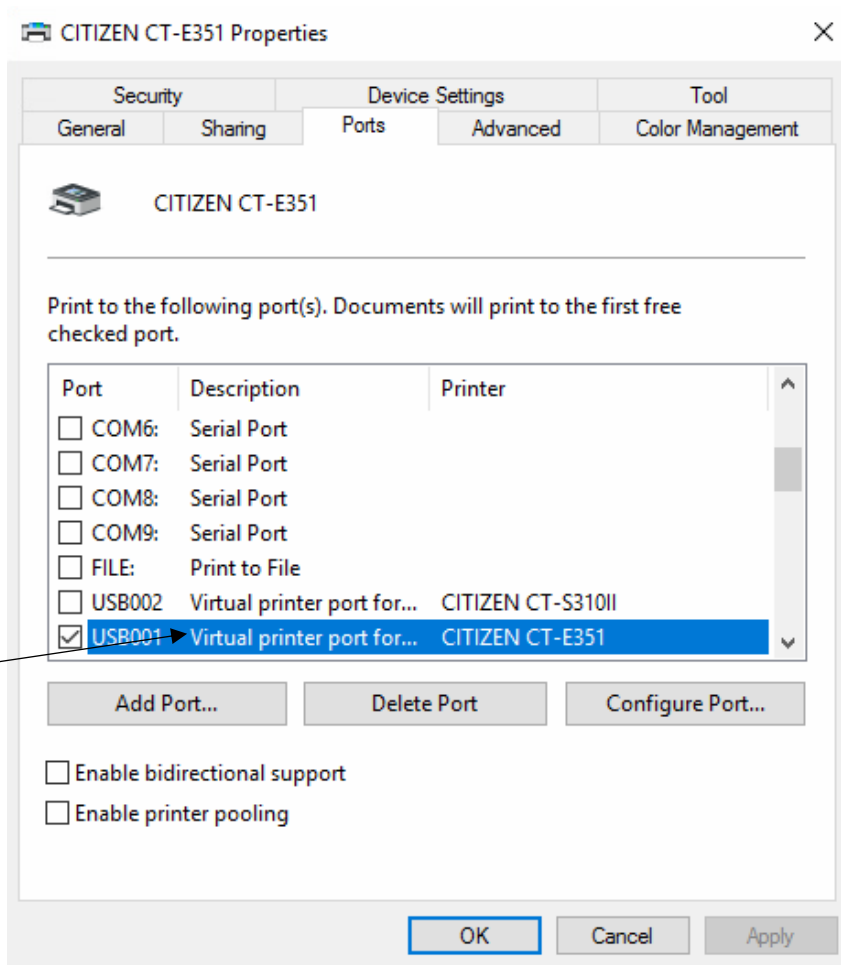 CITIZEN CT-E351 Properties
Security Device Settings Tool
General Sharing Ports Advanced Color Management
CITIZEN CT-E351
Print to the following port(s). Documents will print to the first free
checked port.
Port Description Printer
COM6: Serial Port
COM7: Serial Port
COM8: Serial Port
COM9: Serial Port
FILE: Print to File
USB002 Virtual printer port for... CITIZEN CT-S310II
USB001 Virtual printer port for... CITIZEN CT-E351
Add Port... Delete Port Configure Port...
Enable bidirectional support
Enable printer pooling
OK Cancel Apply